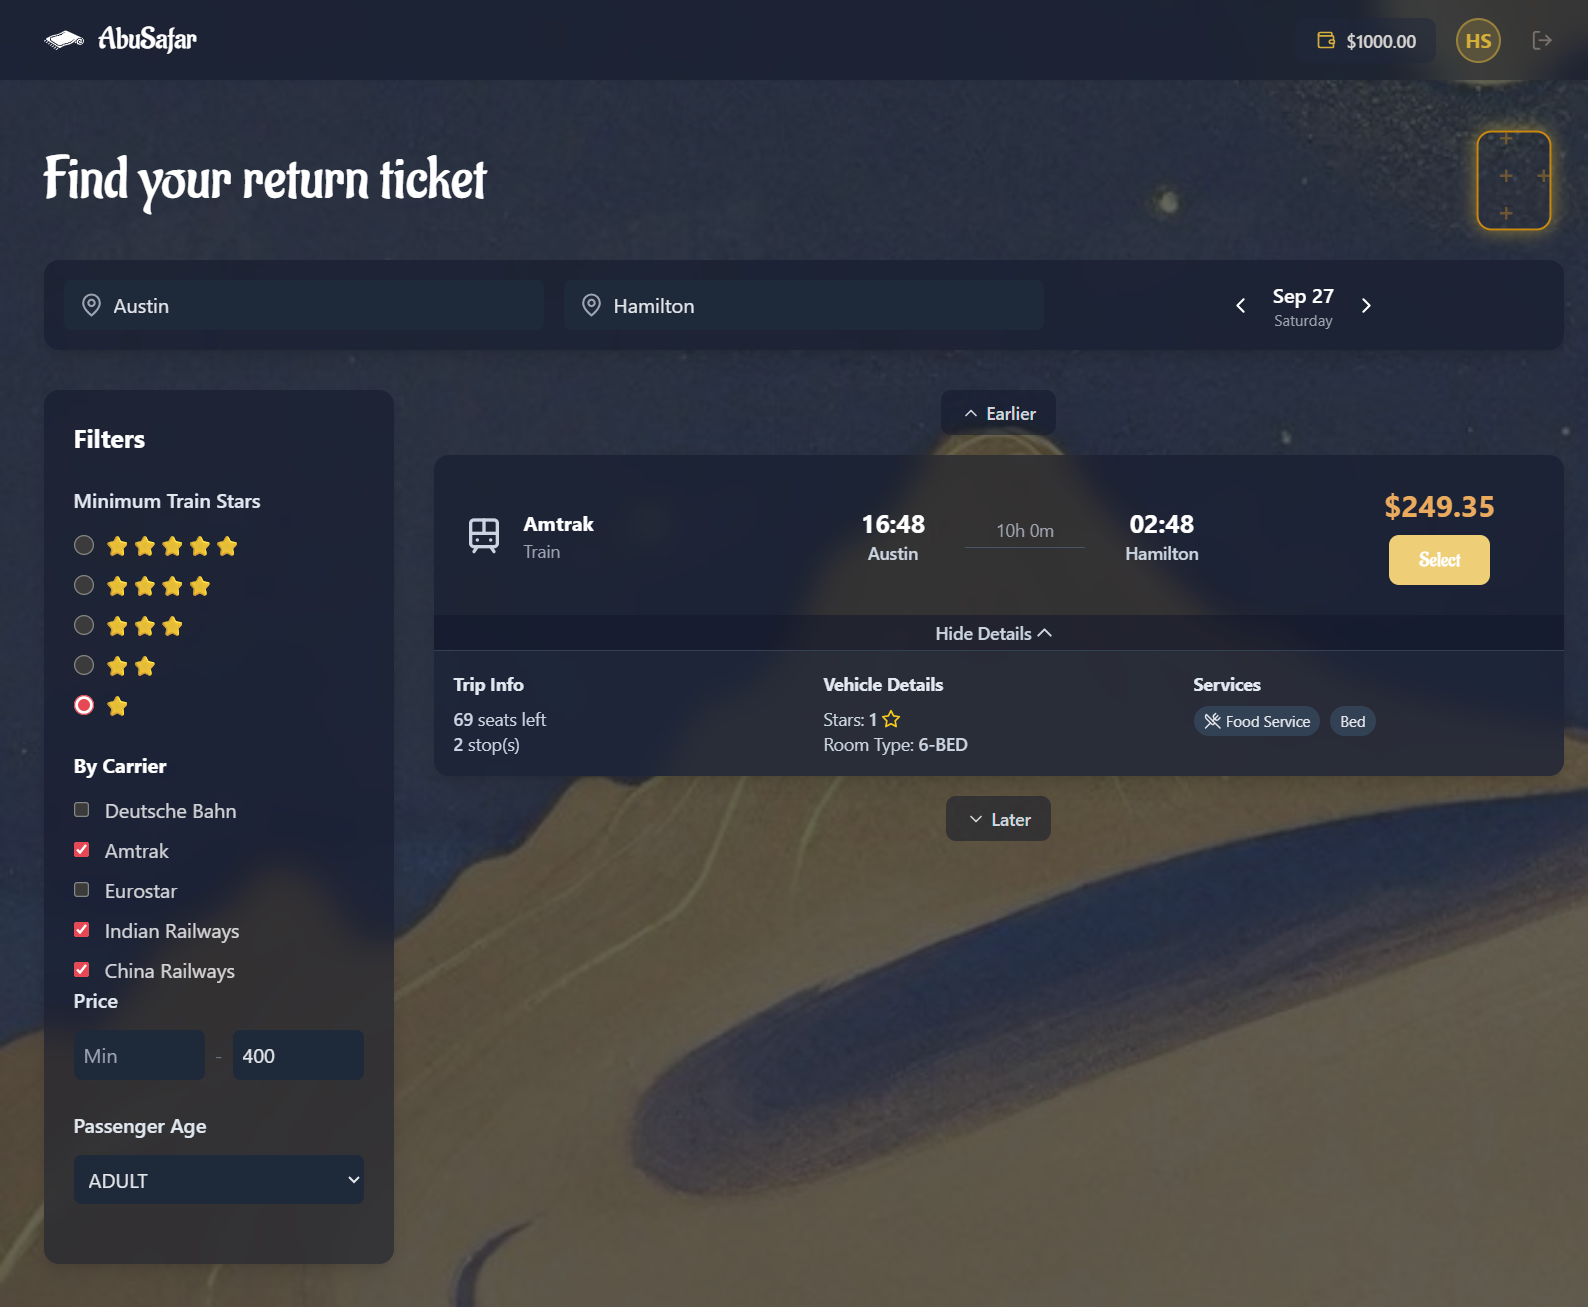 AbuSafar
$1000.00
HS
Find your return ticket
Austin
Hamilton
Sep 27
Saturday
Filters
Minimum Train Stars
By Carrier
Deutsche Bahn
Amtrak
Eurostar
Indian Railways
China Railways
Price
Min - 400
Passenger Age
ADULT
Earlier
Amtrak
Train
16:48
Austin
10h 0m
02:48
Hamilton
$249.35
Select
Hide Details
Trip Info
69 seats left
2 stop(s)
Vehicle Details
Stars: 1
Room Type: 6-BED
Services
Food Service
Bed
Later